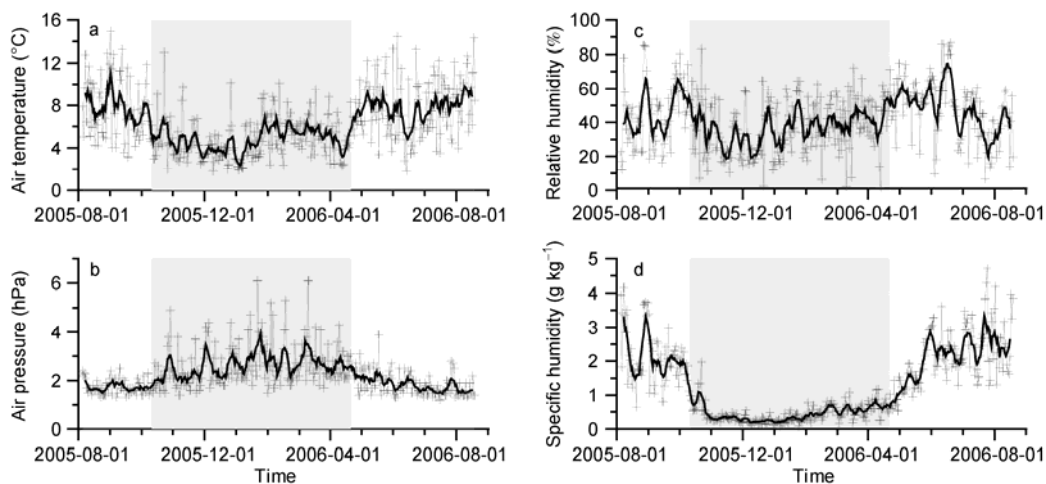 a
Air temperature (°C)
16
12
8
4
0
2005-08-01 2005-12-01 2006-04-01 2006-08-01
b
Air pressure (hPa)
6
4
2
0
2005-08-01 2005-12-01 2006-04-01 2006-08-01
Time
c
Relative humidity (%)
100
80
60
40
20
0
2005-08-01 2005-12-01 2006-04-01 2006-08-01
d
Specific humidity (g kg⁻¹)
5
4
3
2
1
0
2005-08-01 2005-12-01 2006-04-01 2006-08-01
Time